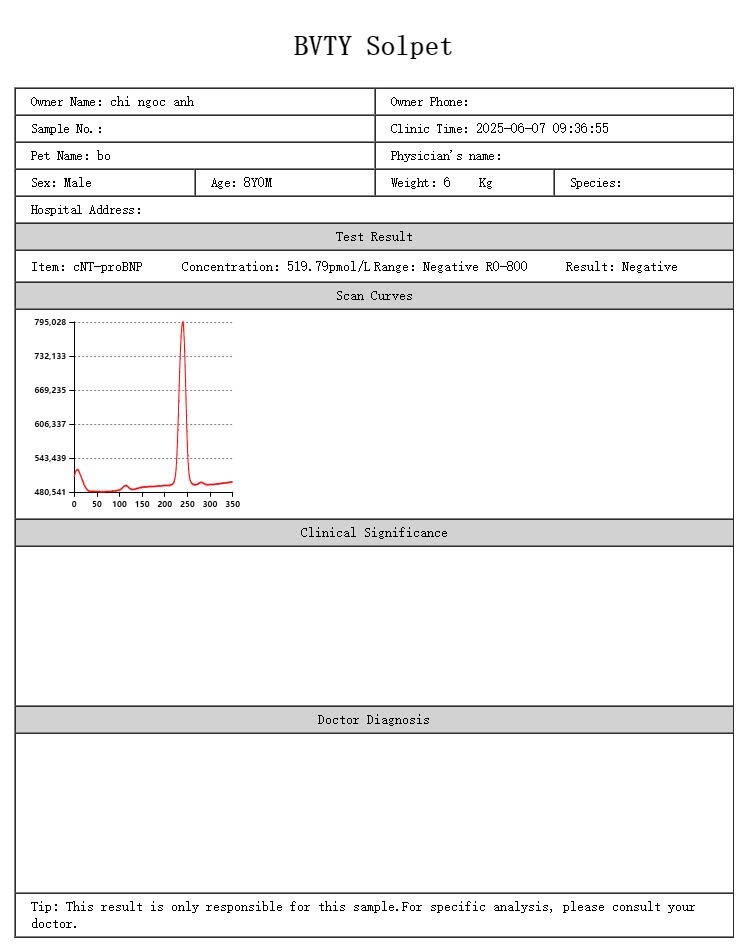 BVTY Solpet
Owner Name: chi ngoc anh
Owner Phone:
Sample No.:
Clinic Time: 2025-06-07 09:36:55
Pet Name: bo
Physician's name:
Sex: Male
Age: 8Y0M
Weight: 6 Kg
Species:
Hospital Address:
Test Result
Item: cNT-proBNP Concentration: 519.79pmol/L Range: Negative R0-800 Result: Negative
Scan Curves
795,028
732,133
669,235
606,337
543,439
480,541
0 50 100 150 200 250 300 350
Clinical Significance
Doctor Diagnosis
Tip: This result is only responsible for this sample.For specific analysis, please consult your
doctor.